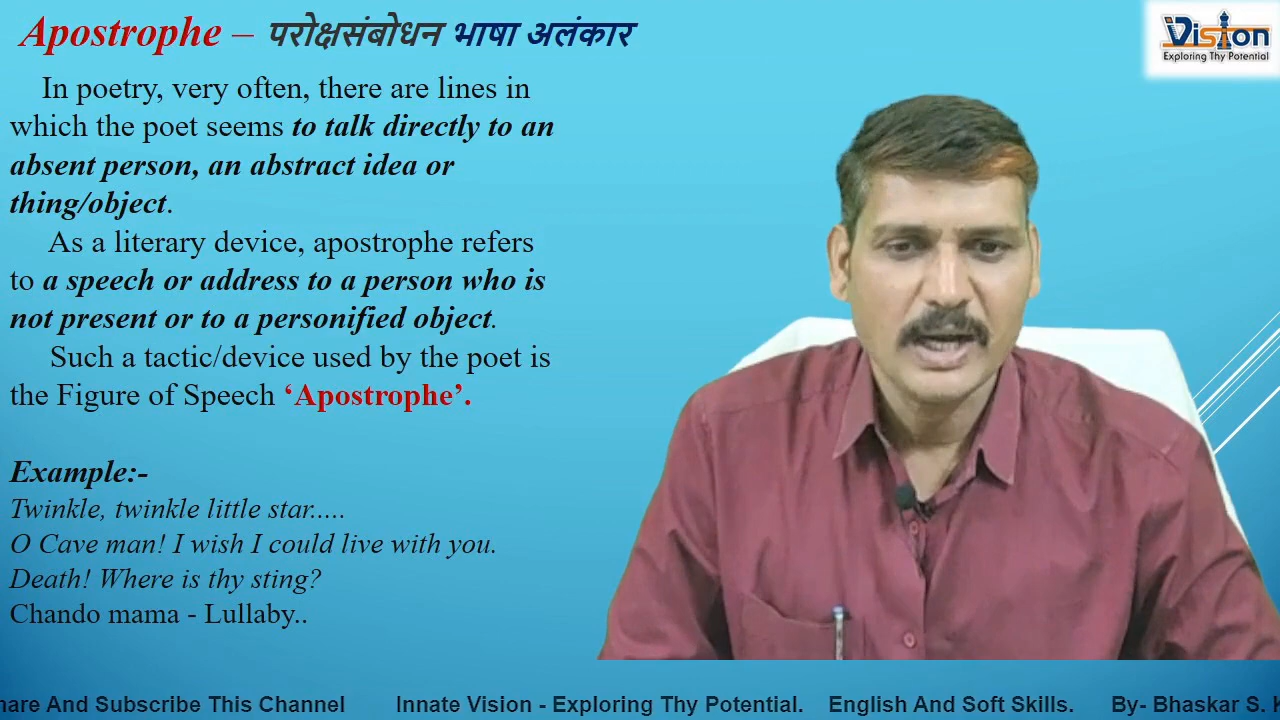 Apostrophe – परोक्षसंबोधन भाषा अलंकार
Vision
Exploring Thy Potential
In poetry, very often, there are lines in
which the poet seems to talk directly to an
absent person, an abstract idea or
thing/object.
As a literary device, apostrophe refers
to a speech or address to a person who is
not present or to a personified object.
Such a tactic/device used by the poet is
the Figure of Speech ‘Apostrophe’.
Example:-
Twinkle, twinkle little star.....
O Cave man! I wish I could live with you.
Death! Where is thy sting?
Chando mama - Lullaby..
And Subscribe This Channel Innate Vision - Exploring Thy Potential. English And Soft Skills. By- Bhaskar S.